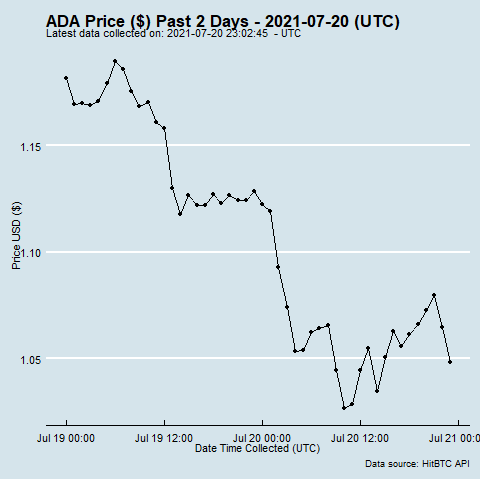 ADA Price ($) Past 2 Days - 2021-07-20 (UTC)
Latest data collected on: 2021-07-20 23:02:45 - UTC
1.15
1.10
1.05
Price USD ($)
Jul 19 00:00 Jul 19 12:00 Jul 20 00:00 Jul 20 12:00 Jul 21 00:0
Date Time Collected (UTC)
Data source: HitBTC API